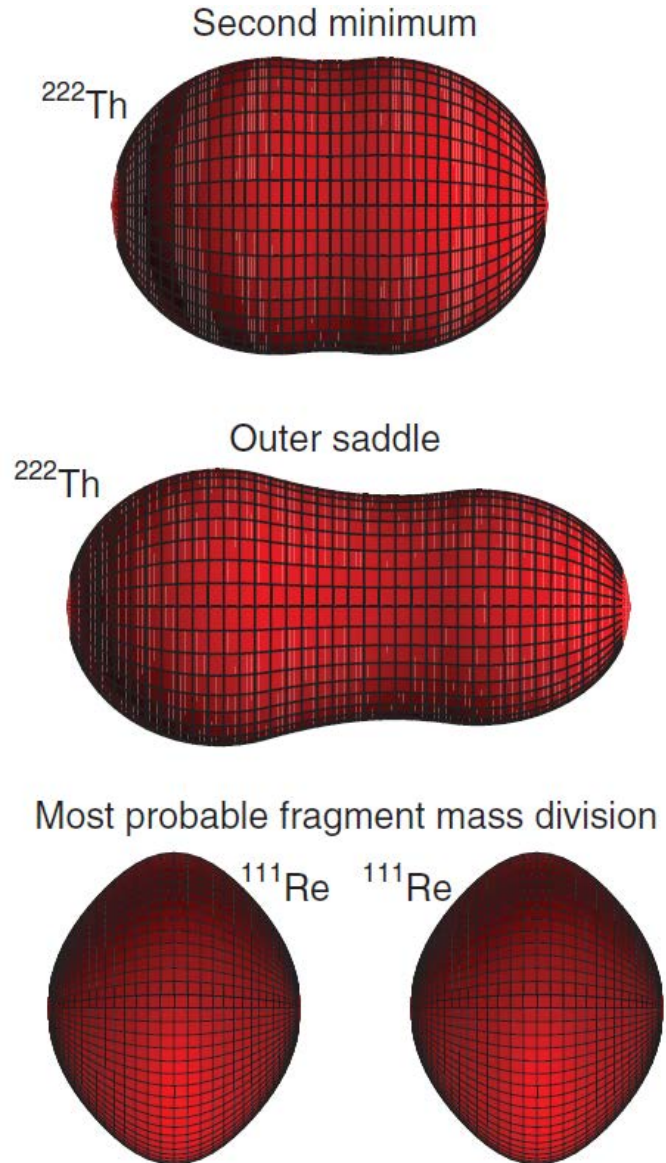 Second minimum
²²²Th
Outer saddle
²²²Th
Most probable fragment mass division
¹¹¹Re ¹¹¹Re